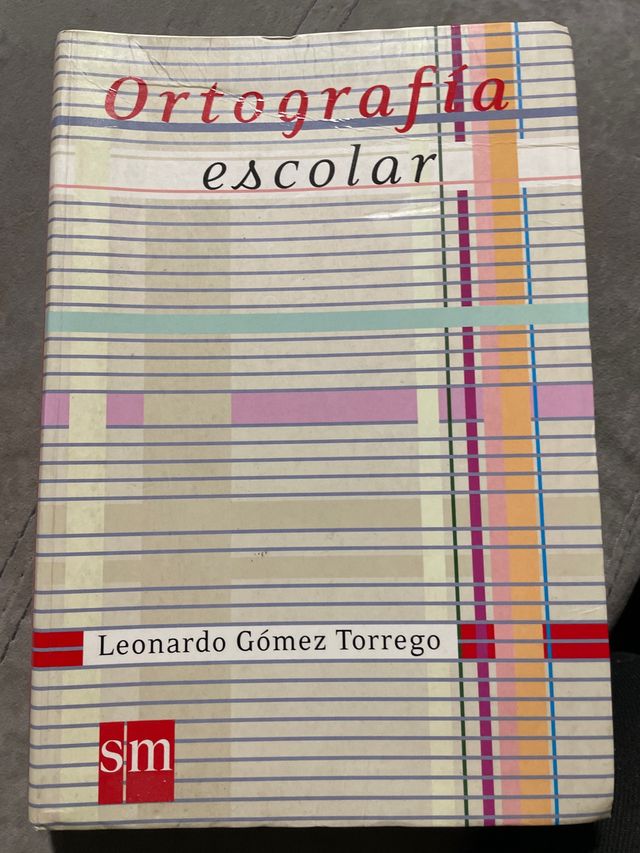 Ortografía
escolar
Leonardo Gómez Torrego
sm